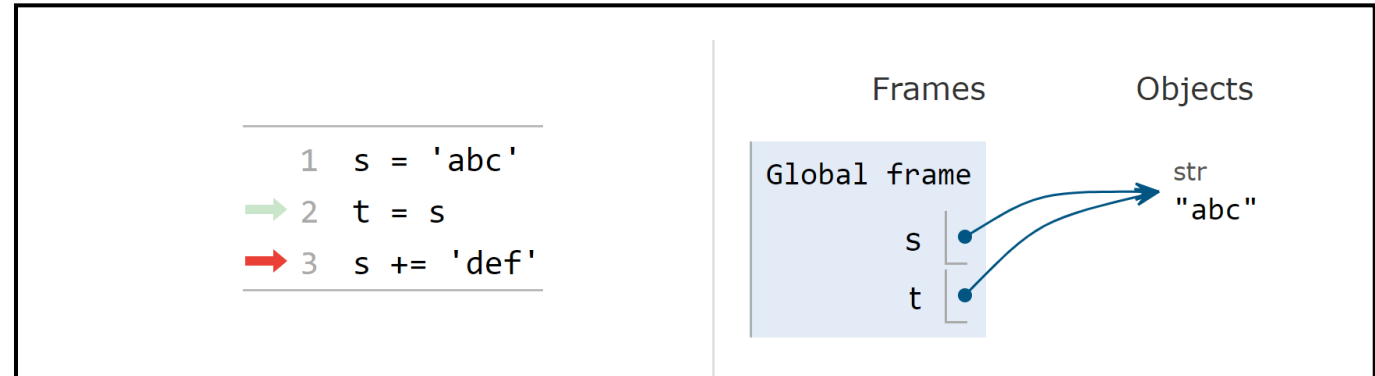 1 s = 'abc'
2 t = s
3 s += 'def'
Frames Objects
Global frame
s
t
str
"abc"